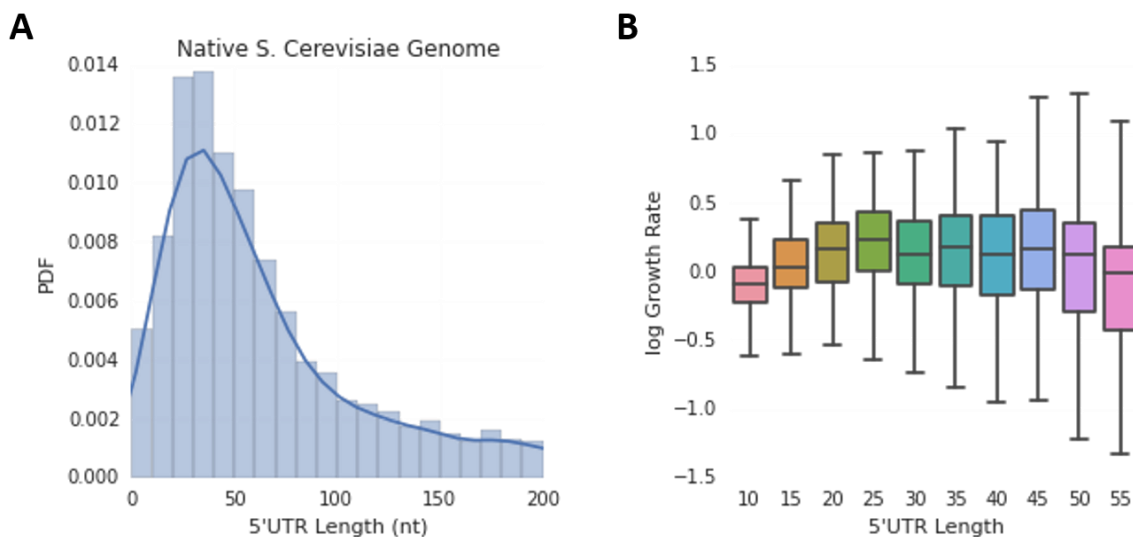 A
Native S. Cerevisiae Genome
0.014
0.012
0.010
0.008
0.006
0.004
0.002
0.000
PDF
0 50 100 150 200
5'UTR Length (nt)
B
1.5
1.0
0.5
0.0
−0.5
−1.0
−1.5
log Growth Rate
10 15 20 25 30 35 40 45 50 55
5'UTR Length